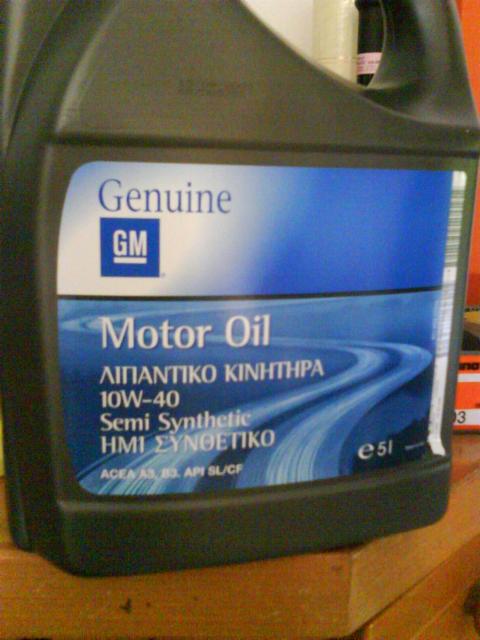 Genuine
GM
Motor Oil
ΛΙΠΑΝΤΙΚΟ ΚΙΝΗΤΗΡΑ
10W-40
Semi Synthetic
ΗΜΙ ΣΥΝΘΕΤΙΚΟ
e 5l
ACEA A3, B3, API SL/CF
03